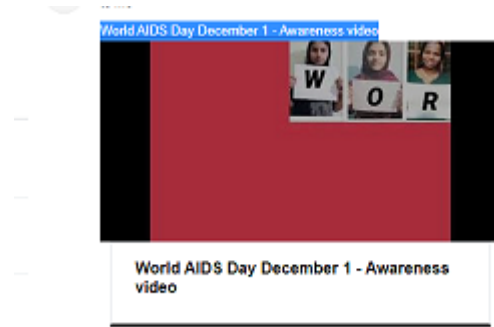 World AIDS Day December 1 - Awareness video
W
O
R
World AIDS Day December 1 - Awareness
video